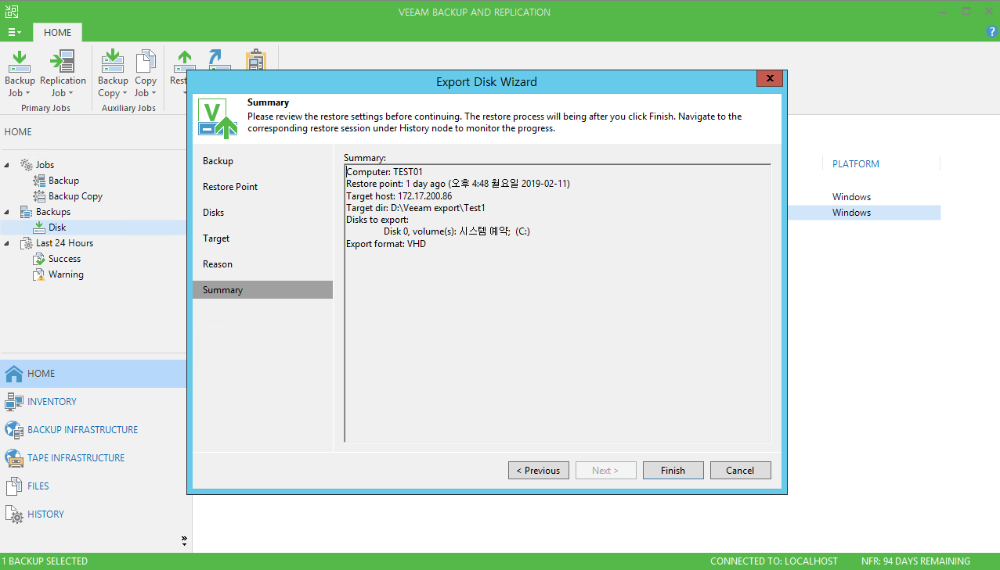 VEEAM BACKUP AND REPLICATION
HOME
Backup Job
Replication Job
Backup Copy
Copy Job
Rest
Primary Jobs
Auxiliary Jobs
HOME
Jobs
Backup
Backup Copy
Backups
Disk
Last 24 Hours
Success
Warning
HOME
INVENTORY
BACKUP INFRASTRUCTURE
TAPE INFRASTRUCTURE
FILES
HISTORY
Export Disk Wizard
Summary
Please review the restore settings before continuing. The restore process will being after you click Finish. Navigate to the
corresponding restore session under History node to monitor the progress.
Backup
Restore Point
Disks
Target
Reason
Summary
Summary:
Computer: TEST01
Restore point: 1 day ago (오후 4:48 월요일 2019-02-11)
Target host: 172.17.200.86
Target dir: D:\Veeam export\Test1
Disks to export:
Disk 0, volume(s): 시스템 예약; (C:)
Export format: VHD
< Previous
Next >
Finish
Cancel
PLATFORM
Windows
Windows
1 BACKUP SELECTED
CONNECTED TO: LOCALHOST
NFR: 94 DAYS REMAINING